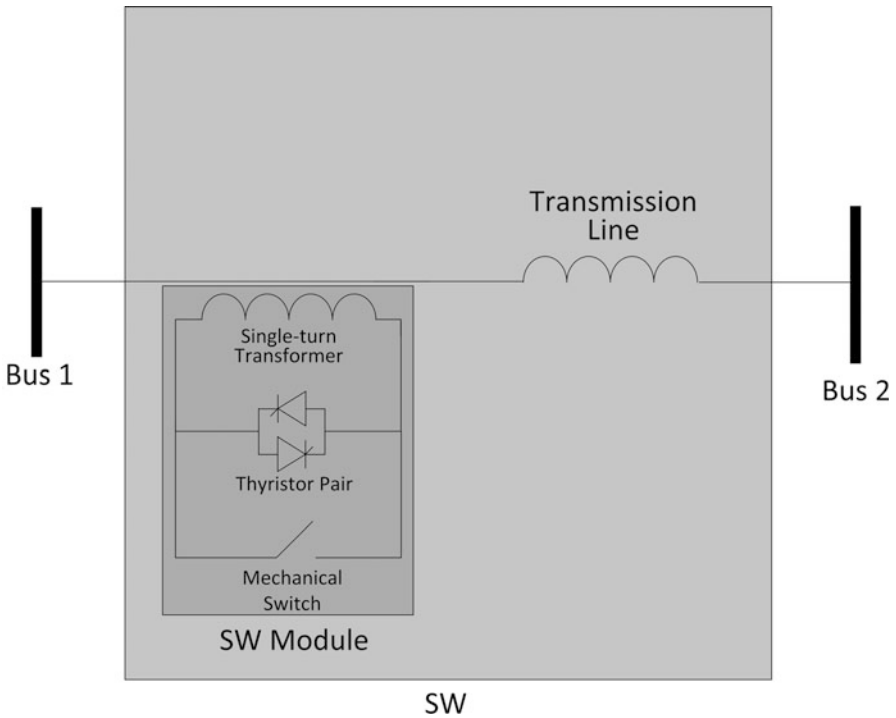 Transmission
Line
Bus 1
Bus 2
Single-turn
Transformer
Thyristor Pair
Mechanical
Switch
SW Module
SW